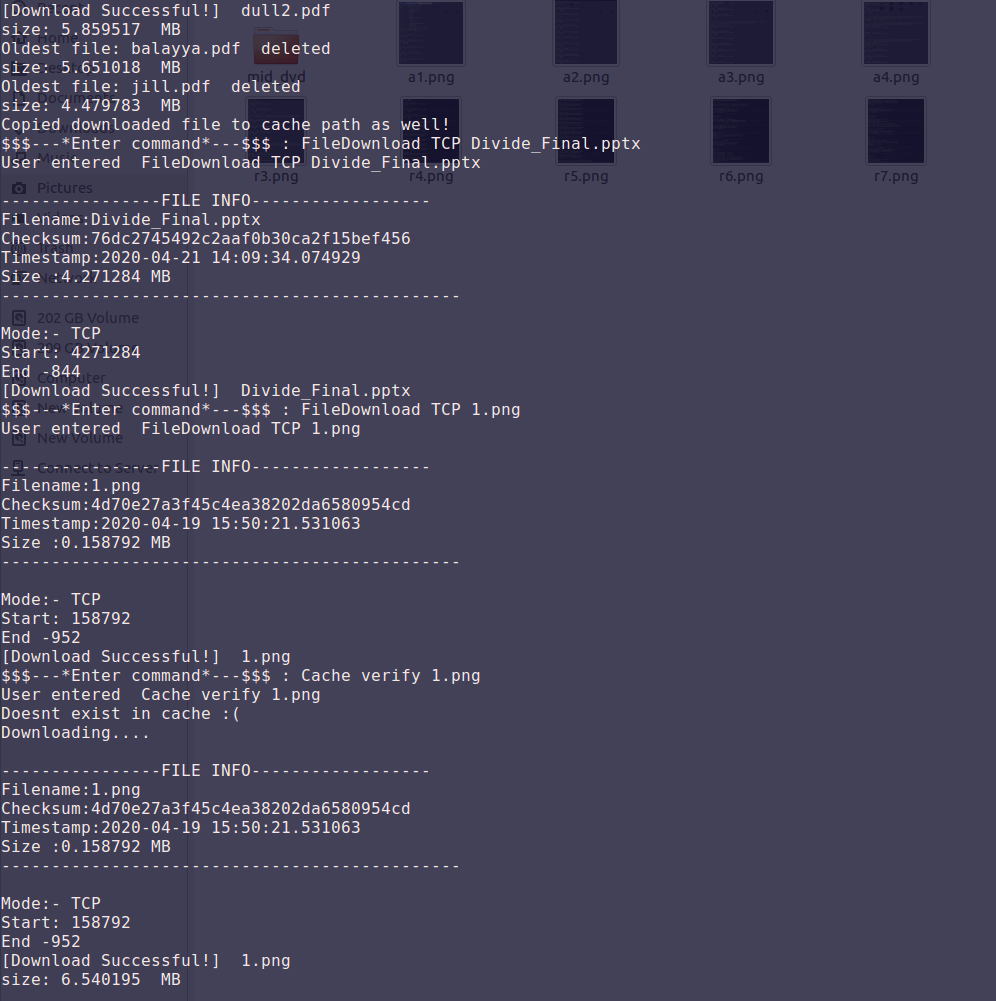 [Download Successful!]  dull2.pdf
size: 5.859517  MB
Oldest file: balayya.pdf  deleted
size: 5.651018  MB
Oldest file: jill.pdf  deleted
size: 4.479783  MB
Copied downloaded file to cache path as well!
$$$---*Enter command*---$$$ : FileDownload TCP Divide_Final.pptx
User entered  FileDownload TCP Divide_Final.pptx
----------------FILE INFO------------------
Filename:Divide_Final.pptx
Checksum:76dc2745492c2aaf0b30ca2f15bef456
Timestamp:2020-04-21 14:09:34.074929
Size :4.271284 MB
----------------------------------------------
Mode:- TCP
Start: 4271284
End -844
[Download Successful!]  Divide_Final.pptx
$$$---*Enter command*---$$$ : FileDownload TCP 1.png
User entered  FileDownload TCP 1.png
----------------FILE INFO------------------
Filename:1.png
Checksum:4d70e27a3f45c4ea38202da6580954cd
Timestamp:2020-04-19 15:50:21.531063
Size :0.158792 MB
----------------------------------------------
Mode:- TCP
Start: 158792
End -952
[Download Successful!]  1.png
$$$---*Enter command*---$$$ : Cache verify 1.png
User entered  Cache verify 1.png
Doesnt exist in cache :(
Downloading....
----------------FILE INFO------------------
Filename:1.png
Checksum:4d70e27a3f45c4ea38202da6580954cd
Timestamp:2020-04-19 15:50:21.531063
Size :0.158792 MB
----------------------------------------------
Mode:- TCP
Start: 158792
End -952
[Download Successful!]  1.png
size: 6.540195  MB
mid_dvd
a1.png
a2.png
a3.png
a4.png
r3.png
r4.png
r5.png
r6.png
r7.png
Home
Documents
Pictures
Trash
202 GB Volume
Computer
New Volume
Connect to Server